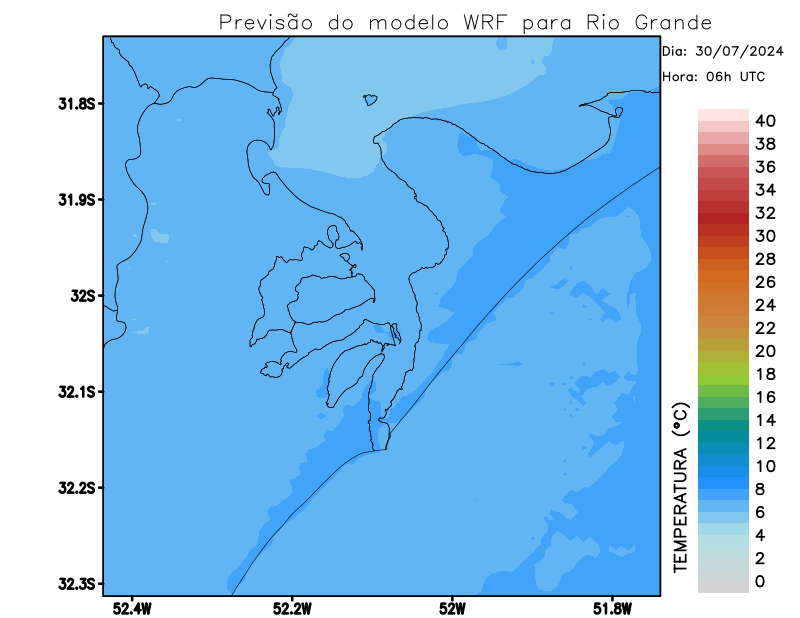 Previsão do modelo WRF para Rio Grande
Dia: 30/07/2024
Hora: 06h UTC
31.8S
31.9S
32S
32.1S
32.2S
32.3S
52.4W 52.2W 52W 51.8W
40
38
36
34
32
30
28
26
24
22
20
18
16
14
12
10
8
6
4
2
0
TEMPERATURA (°C)